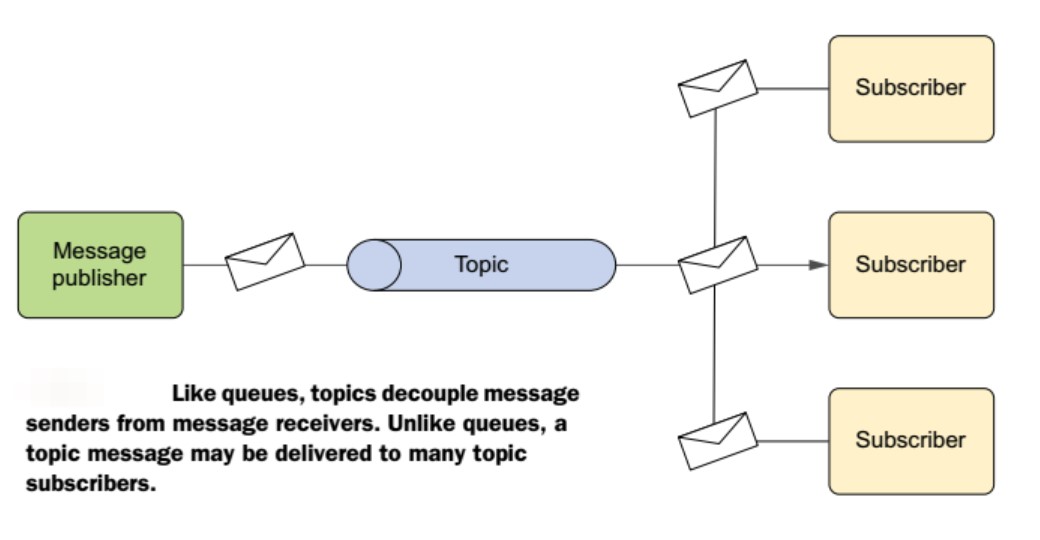 Subscriber
Message
publisher
Topic
Subscriber
Like queues, topics decouple message
senders from message receivers. Unlike queues, a
topic message may be delivered to many topic
subscribers.
Subscriber